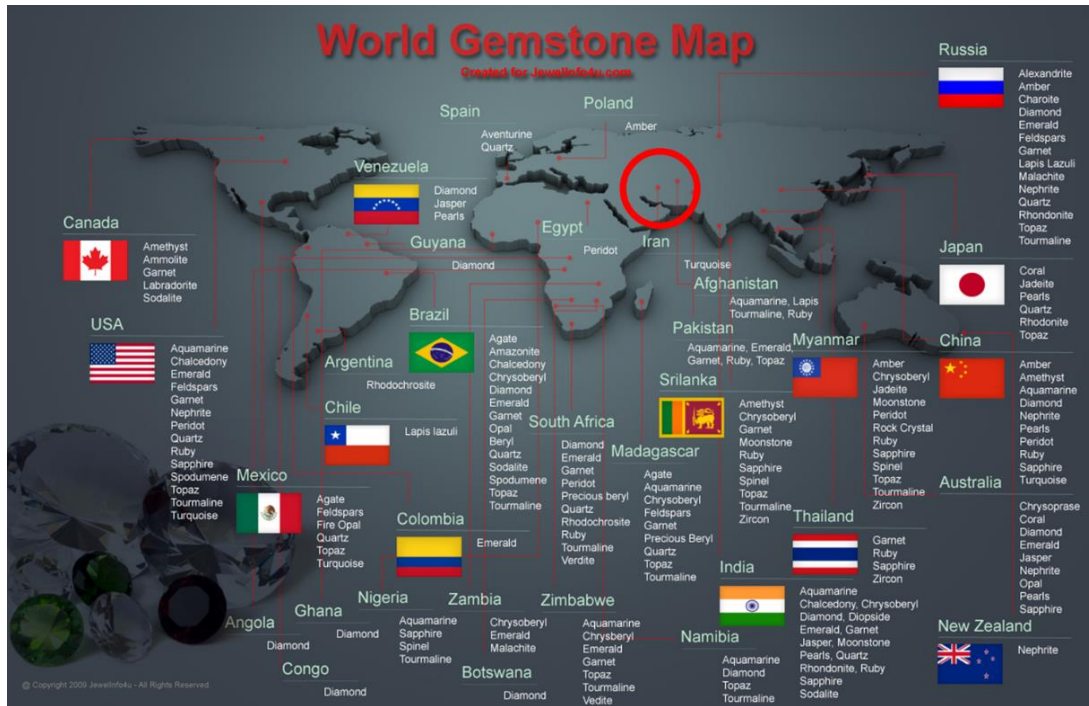 World Gemstone Map
Created for JewelInfo4u.com
Russia
Alexandrite
Amber
Charoite
Diamond
Emerald
Feldspars
Garnet
Lapis Lazuli
Malachite
Nephrite
Quartz
Rhondonite
Topaz
Tourmaline
Poland
Amber
Spain
Aventurine
Quartz
Venezuela
Diamond
Jasper
Pearls
Canada
Amethyst
Ammolite
Garnet
Labradorite
Sodalite
Guyana
Diamond
Egypt
Peridot
Iran
Turquoise
Afghanistan
Aquamarine, Lapis
Tourmaline, Ruby
Japan
Coral
Jadeite
Pearls
Quartz
Rhodonite
Topaz
USA
Aquamarine
Chalcedony
Emerald
Feldspars
Garnet
Nephrite
Peridot
Quartz
Ruby
Sapphire
Spodumene
Topaz
Tourmaline
Turquoise
Argentina
Rhodochrosite
Brazil
Agate
Amazonite
Chalcedony
Chrysoberyl
Diamond
Emerald
Garnet
Opal
Beryl
Quartz
Sodalite
Spodumene
Topaz
Tourmaline
Pakistan
Aquamarine, Emerald,
Garnet, Ruby, Topaz
Myanmar
Amber
Chrysoberyl
Jadeite
Moonstone
Peridot
Rock Crystal
Ruby
Sapphire
Spinel
Topaz
Tourmaline
Zircon
China
Amber
Amethyst
Aquamarine
Diamond
Nephrite
Pearls
Peridot
Ruby
Sapphire
Turquoise
Chile
Lapis lazuli
Srilanka
Amethyst
Chrysoberyl
Garnet
Moonstone
Ruby
Sapphire
Spinel
Topaz
Tourmaline
Zircon
South Africa
Diamond
Emerald
Garnet
Peridot
Precious beryl
Quartz
Rhodochrosite
Ruby
Tourmaline
Verdite
Madagascar
Agate
Aquamarine
Chrysoberyl
Feldspars
Garnet
Precious Beryl
Quartz
Topaz
Tourmaline
Mexico
Agate
Feldspars
Fire Opal
Quartz
Topaz
Turquoise
Australia
Chrysoprase
Coral
Diamond
Emerald
Jasper
Nephrite
Opal
Pearls
Sapphire
Colombia
Emerald
Thailand
Garnet
Ruby
Sapphire
Zircon
India
Aquamarine
Chalcedony, Chrysoberyl
Diamond, Diopside
Emerald, Garnet
Jasper, Moonstone
Pearls, Quartz
Rhondonite, Ruby
Sapphire
Sodalite
Angola
Diamond
Ghana
Diamond
Congo
Diamond
Nigeria
Aquamarine
Sapphire
Spinel
Tourmaline
Zambia
Chrysoberyl
Emerald
Malachite
Botswana
Diamond
Zimbabwe
Aquamarine
Chrysberyl
Emerald
Garnet
Topaz
Tourmaline
Vedite
Namibia
Aquamarine
Diamond
Topaz
Tourmaline
New Zealand
Nephrite
@ Copyright 2009 JewelInfo4u - All Rights Reserved